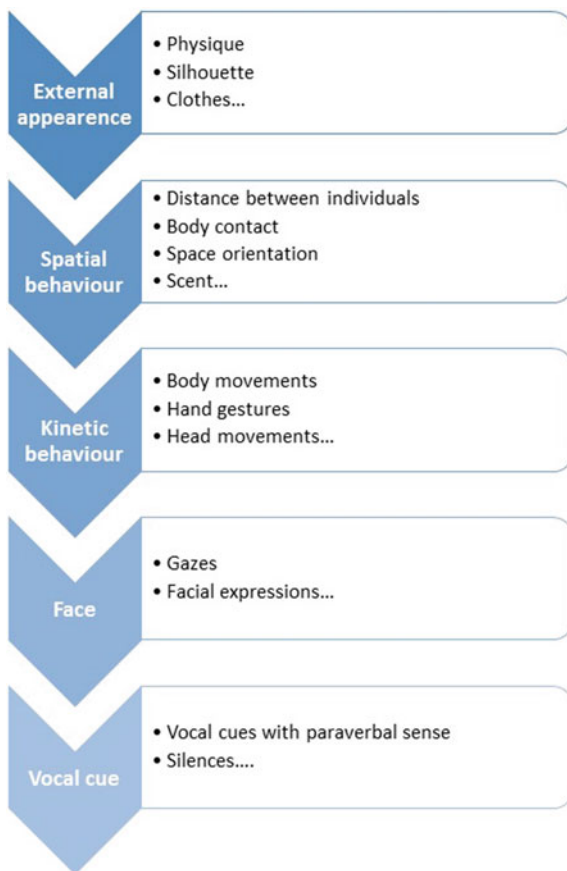 External
appearence
• Physique
• Silhouette
• Clothes...
Spatial
behaviour
• Distance between individuals
• Body contact
• Space orientation
• Scent...
Kinetic
behaviour
• Body movements
• Hand gestures
• Head movements...
Face
• Gazes
• Facial expressions...
Vocal cue
• Vocal cues with paraverbal sense
• Silences....